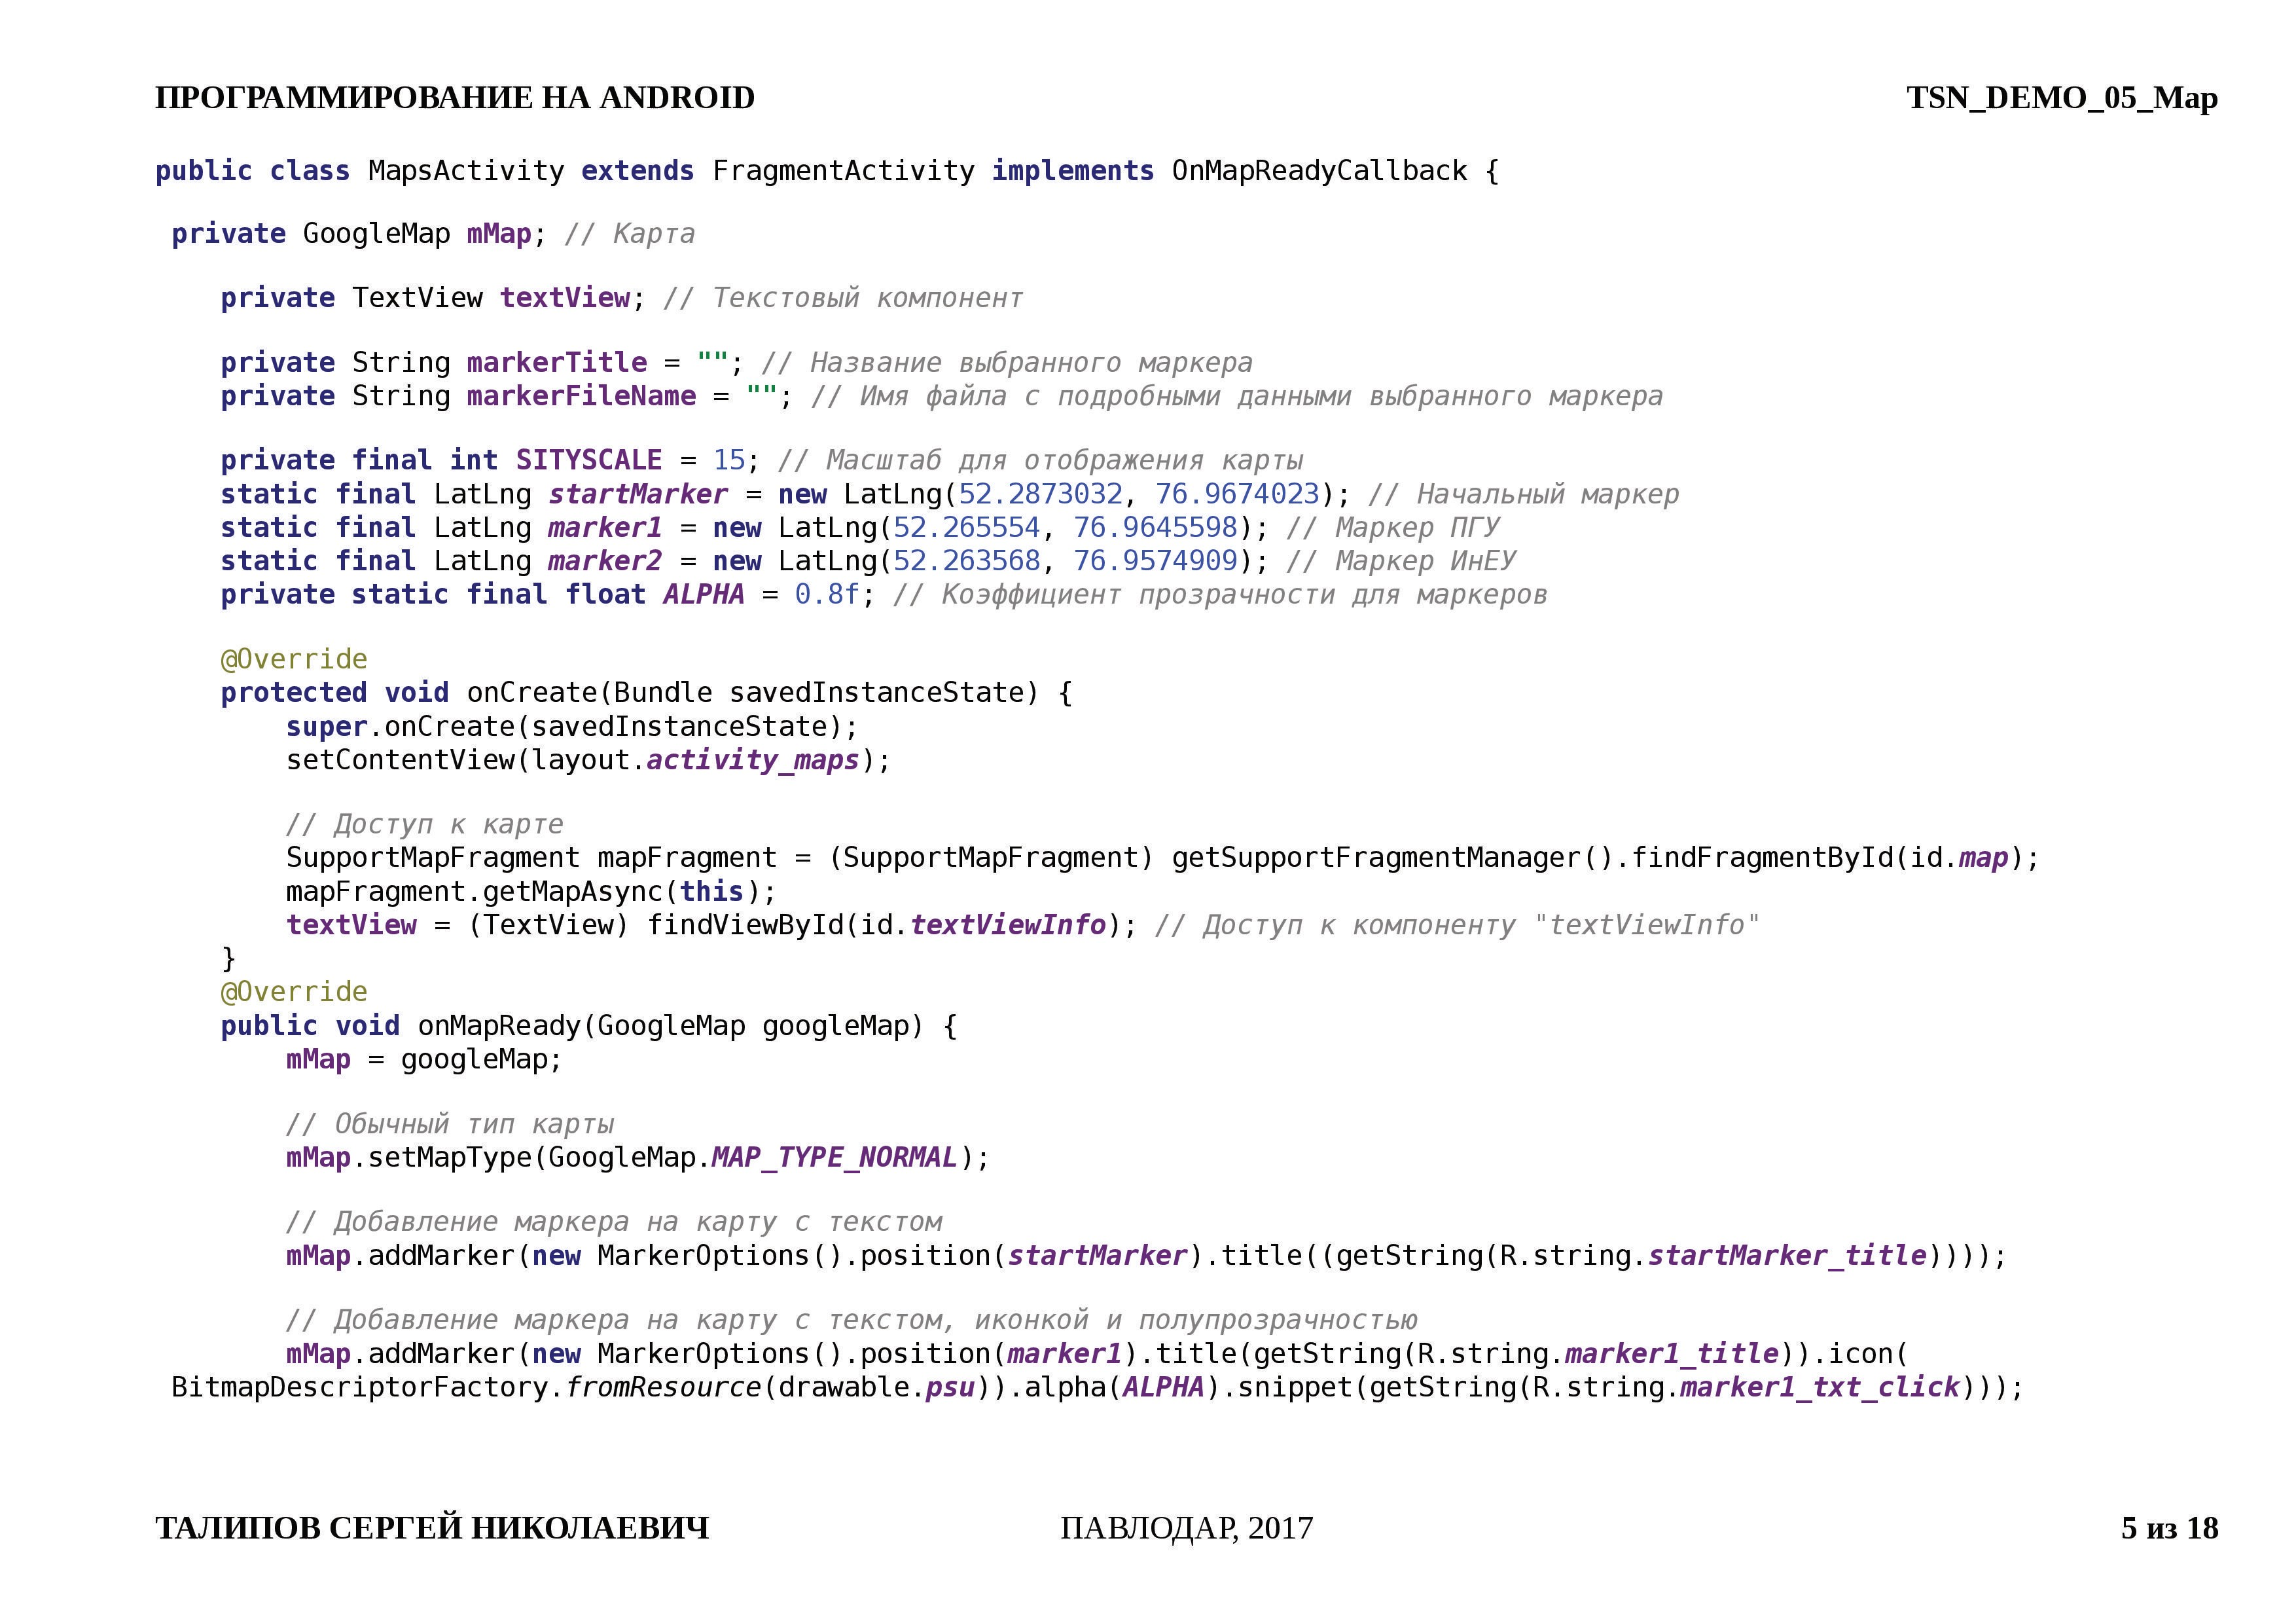 ПРОГРАММИРОВАНИЕ НА ANDROID TSN_DEMO_05_Map
public class MapsActivity extends FragmentActivity implements OnMapReadyCallback {
private GoogleMap mMap; // Карта
private TextView textView; // Текстовый компонент
private String markerTitle = ""; // Название выбранного маркера
private String markerFileName = ""; // Имя файла с подробными данными выбранного маркера
private final int SITYSCALE = 15; // Масштаб для отображения карты
static final LatLng startMarker = new LatLng(52.2873032, 76.9674023); // Начальный маркер
static final LatLng marker1 = new LatLng(52.265554, 76.9645598); // Маркер ПГУ
static final LatLng marker2 = new LatLng(52.263568, 76.9574909); // Маркер ИнЕУ
private static final float ALPHA = 0.8f; // Коэффициент прозрачности для маркеров
@Override
protected void onCreate(Bundle savedInstanceState) {
super.onCreate(savedInstanceState);
setContentView(layout.activity_maps);
// Доступ к карте
SupportMapFragment mapFragment = (SupportMapFragment) getSupportFragmentManager().findFragmentById(id.map);
mapFragment.getMapAsync(this);
textView = (TextView) findViewById(id.textViewInfo); // Доступ к компоненту "textViewInfo"
}
@Override
public void onMapReady(GoogleMap googleMap) {
mMap = googleMap;
// Обычный тип карты
mMap.setMapType(GoogleMap.MAP_TYPE_NORMAL);
// Добавление маркера на карту с текстом
mMap.addMarker(new MarkerOptions().position(startMarker).title((getString(R.string.startMarker_title))));
// Добавление маркера на карту с текстом, иконкой и полупрозрачностью
mMap.addMarker(new MarkerOptions().position(marker1).title(getString(R.string.marker1_title)).icon(
BitmapDescriptorFactory.fromResource(drawable.psu)).alpha(ALPHA).snippet(getString(R.string.marker1_txt_click)));
ТАЛИПОВ СЕРГЕЙ НИКОЛАЕВИЧ ПАВЛОДАР, 2017 5 из 18